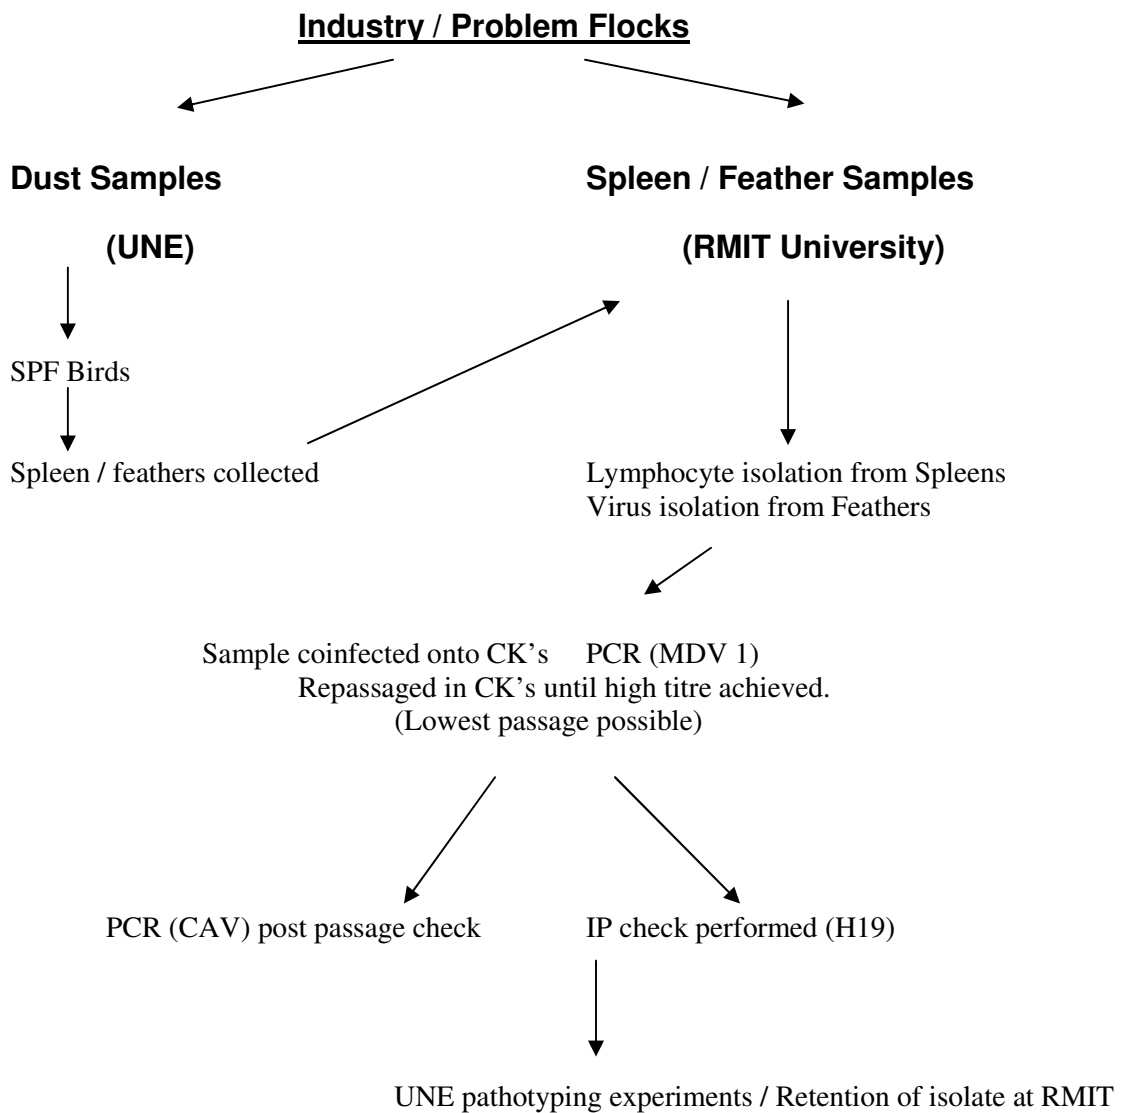 Industry / Problem Flocks
Dust Samples
Spleen / Feather Samples
(UNE)
(RMIT University)
SPF Birds
Spleen / feathers collected
Lymphocyte isolation from Spleens
Virus isolation from Feathers
Sample coinfected onto CK’s PCR (MDV 1)
Repassaged in CK’s until high titre achieved.
(Lowest passage possible)
PCR (CAV) post passage check
IP check performed (H19)
UNE pathotyping experiments / Retention of isolate at RMIT